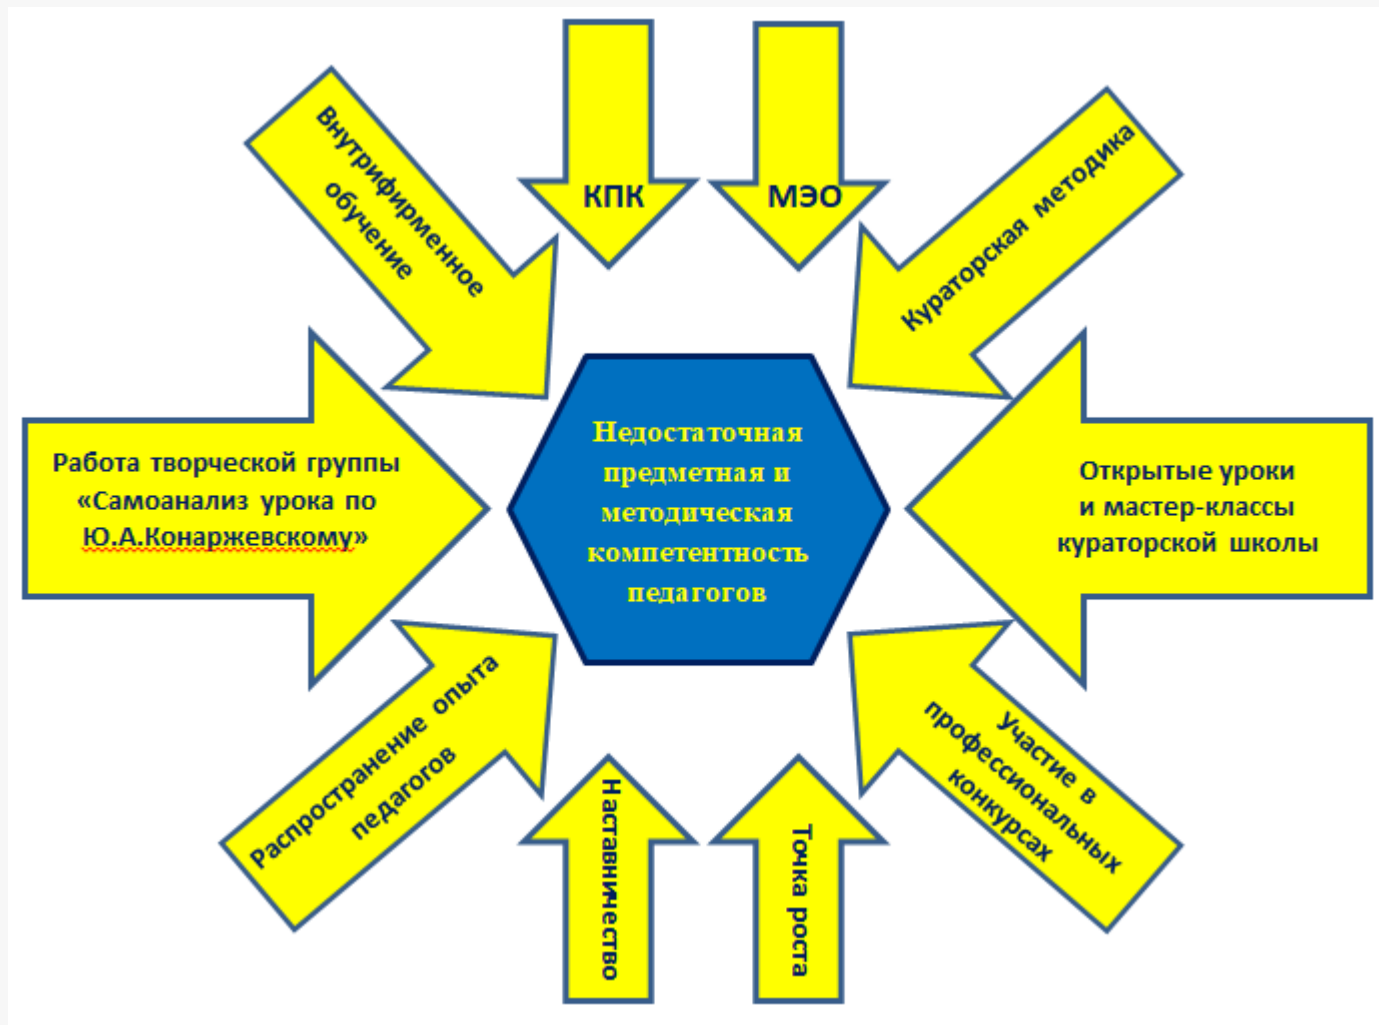 КПК
МЭО
Внутрифирменное
обучение
Кураторская методика
Работа творческой группы
«Самоанализ урока по
Ю.А.Конаржевскому»
Недостаточная
предметная и
методическая
компетентность
педагогов
Открытые уроки
и мастер-классы
кураторской школы
Распространение опыта
педагогов
Наставничество
Точка роста
Участие в
профессиональных
конкурсах